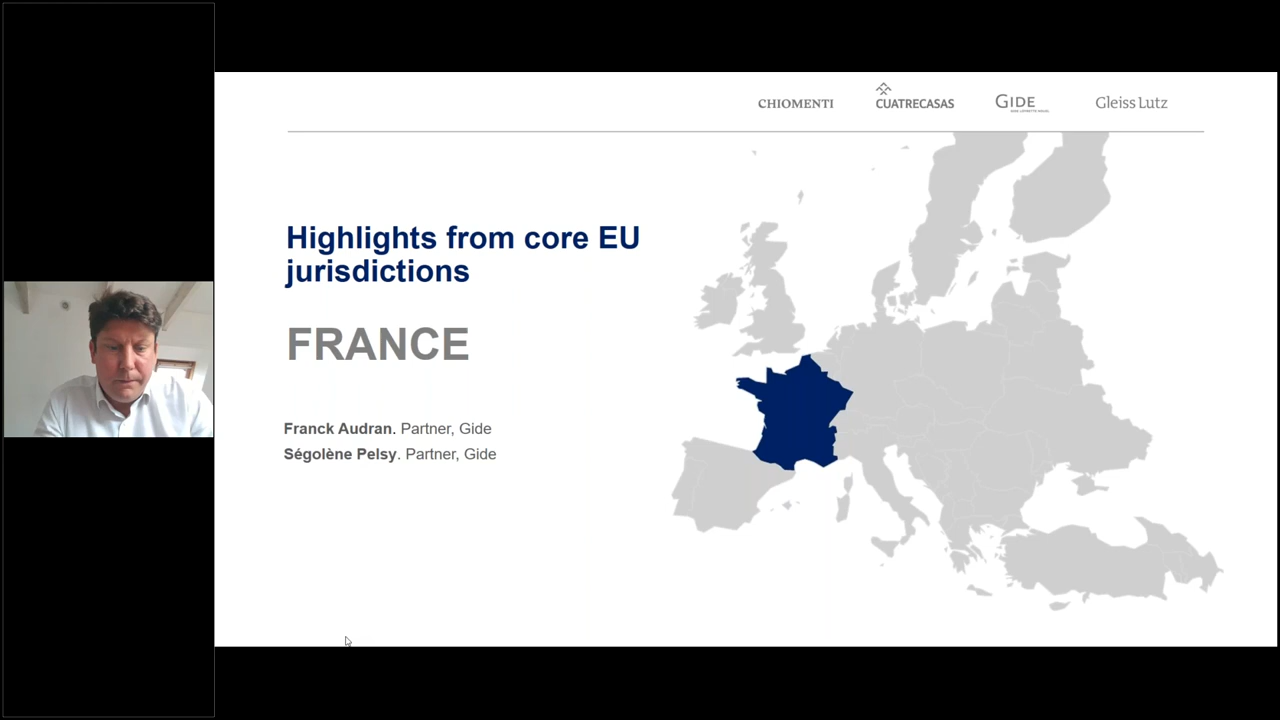 CHIOMENTI
CUATRECASAS
GIDE
Gleiss Lutz
Highlights from core EU
jurisdictions
FRANCE
Franck Audran. Partner, Gide
Ségolène Pelsy. Partner, Gide